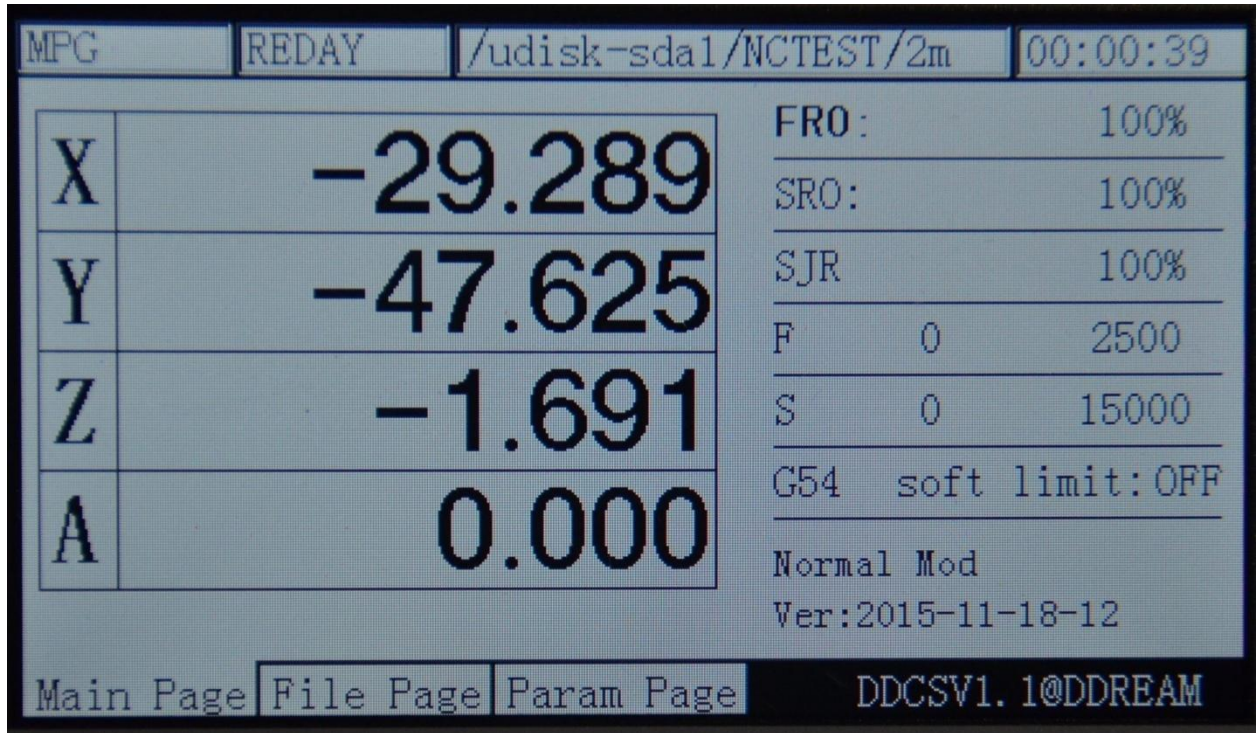 MPG REDAY /udisk-sda1/NCTEST/2m 00:00:39
X -29.289
Y -47.625
Z -1.691
A 0.000
FRO: 100%
SRO: 100%
SJR 100%
F 0 2500
S 0 15000
G54 soft limit:OFF
Normal Mod
Ver:2015-11-18-12
Main Page File Page Param Page DDCSV1.1@DDREAM